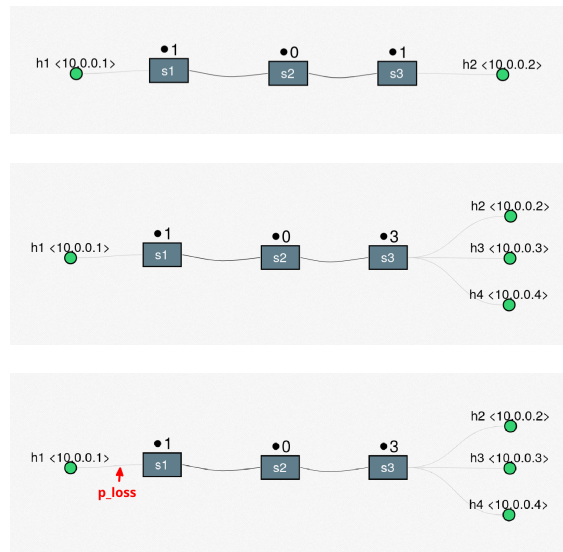 ●1 ●0 ●1
h1 <10.0.0.1> s1 s2 s3 h2 <10.0.0.2>
h2 <10.0.0.2>
●1 ●0 ●3
h1 <10.0.0.1> s1 s2 s3 h3 <10.0.0.3>
h4 <10.0.0.4>
h2 <10.0.0.2>
●1 ●0 ●3
h1 <10.0.0.1> s1 s2 s3 h3 <10.0.0.3>
p_loss
h4 <10.0.0.4>